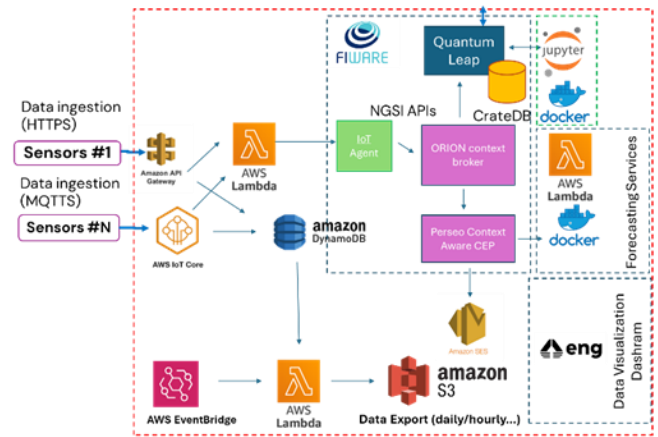 Data ingestion
(HTTPS)
Sensors #1
Data ingestion
(MQTTS)
Sensors #N
Amazon API
Gateway
AWS IoT Core
AWS
Lambda
amazon
DynamoDB
FIWARE
IoT
Agent
NGSI APIs
Quantum
Leap
CrateDB
ORION context
broker
Perseo Context
Aware CEP
jupyter
docker
AWS
Lambda
docker
Forecasting Services
Amazon SES
eng
Data Visualization
Dashram
AWS EventBridge
AWS
Lambda
amazon
S3
Data Export (daily/hourly...)